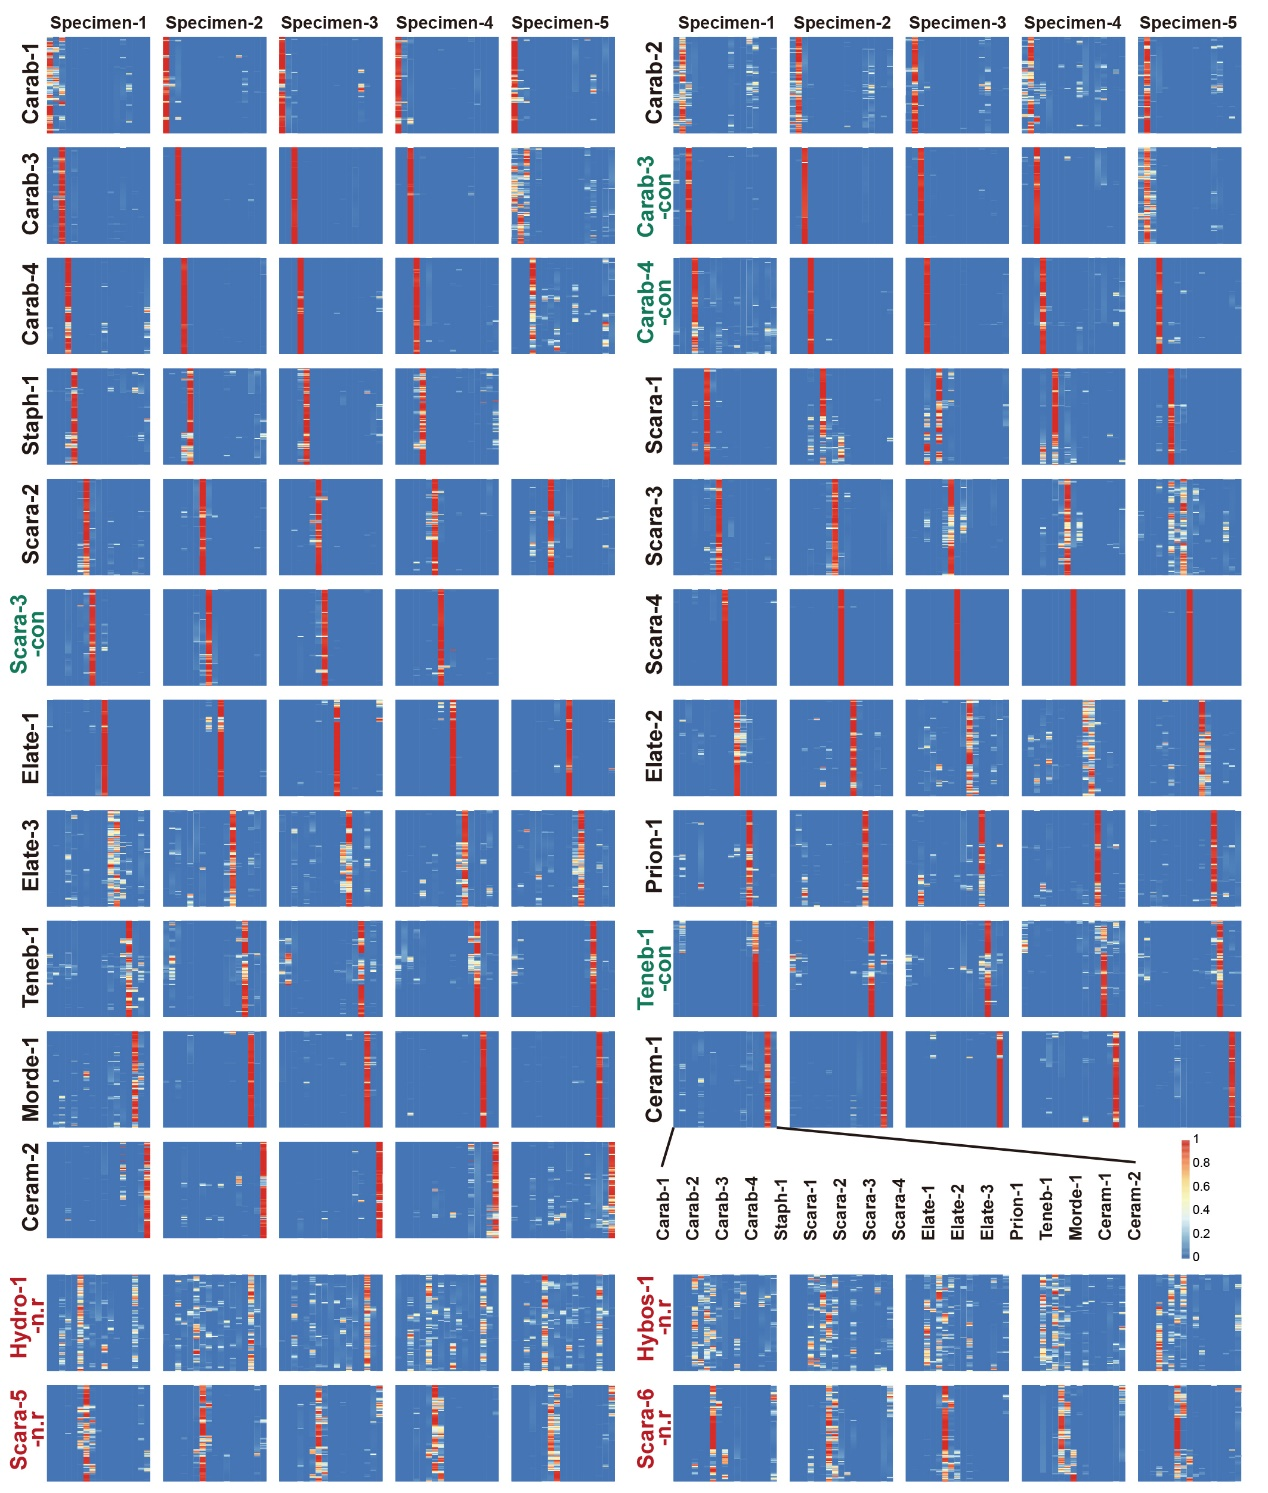 Specimen-1 Specimen-2 Specimen-3 Specimen-4 Specimen-5 Specimen-1 Specimen-2 Specimen-3 Specimen-4 Specimen-5
Carab-1
Carab-2
Carab-3
Carab-3
-con
Carab-4
Carab-4
-con
Staph-1
Scara-1
Scara-2
Scara-3
Scara-3
-con
Scara-4
Elate-1
Elate-2
Elate-3
Prion-1
Teneb-1
Teneb-1
-con
Morde-1
Ceram-1
Ceram-2
Carab-1
Carab-2
Carab-3
Carab-4
Staph-1
Scara-1
Scara-2
Scara-3
Scara-4
Elate-1
Elate-2
Elate-3
Prion-1
Teneb-1
Morde-1
Ceram-1
Ceram-2
1
0.8
0.6
0.4
0.2
0
Hydro-1
-n.r
Hybos-1
-n.r
Scara-5
-n.r
Scara-6
-n.r